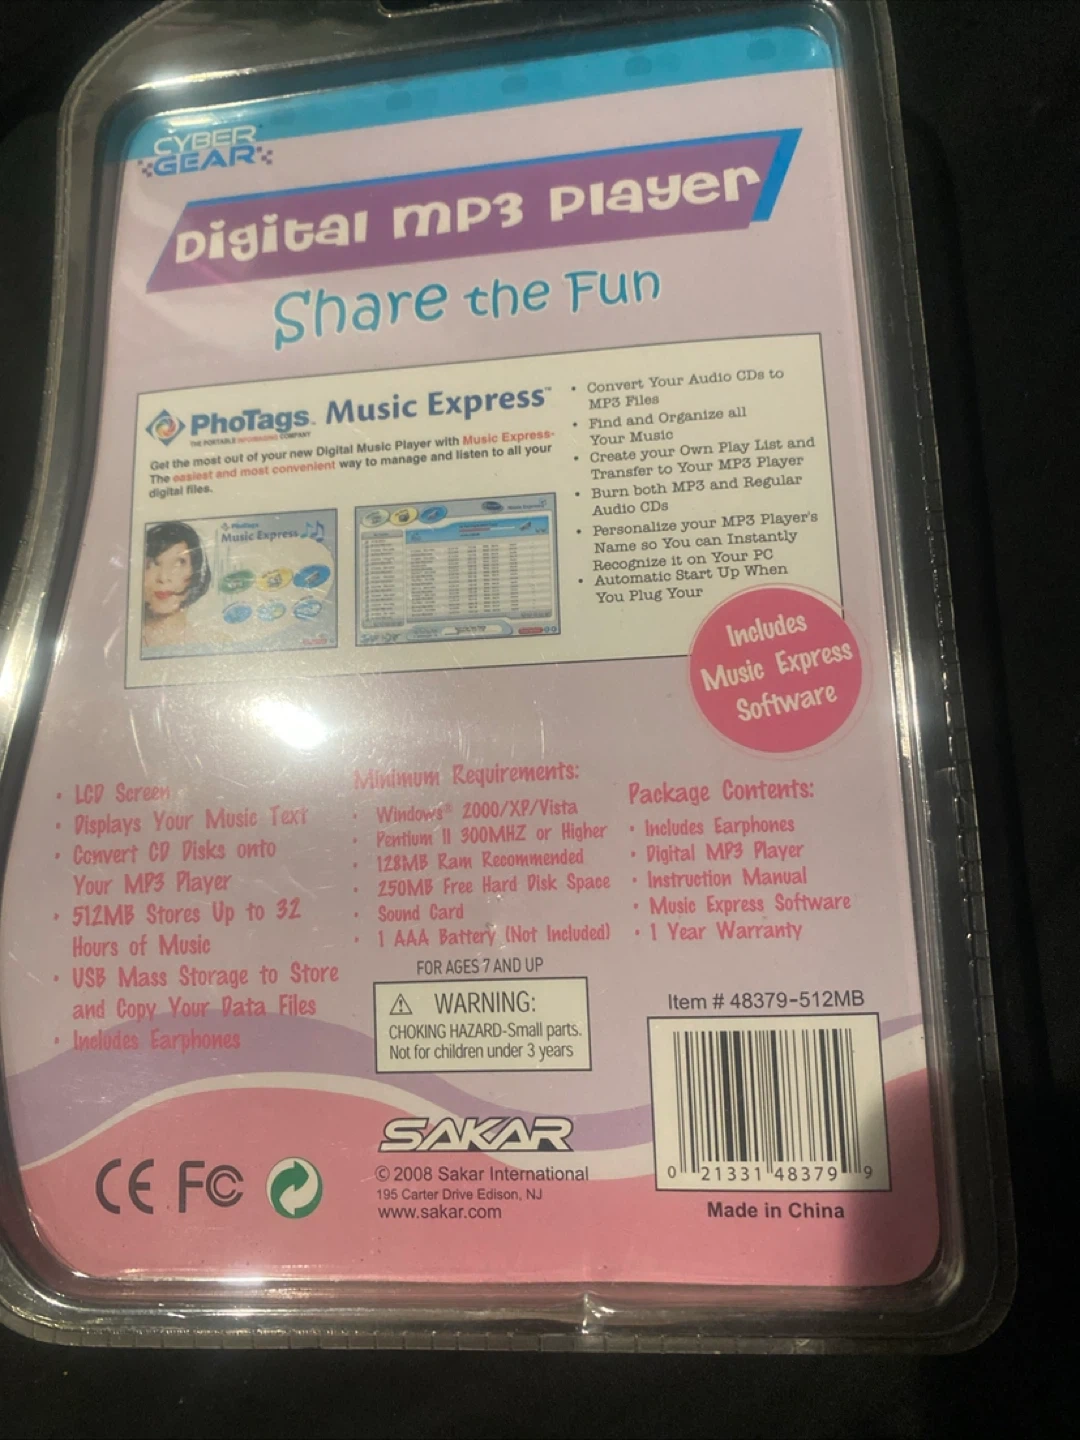 CYBER
GEAR
Digital MP3 Player
Share the Fun
PhoTags Music Express™
THE PORTABLE COMPANY
Get the most out of your new Digital Music Player with Music Express-
The easiest and most convenient way to manage and listen to all your
digital files.
PhoTags
Music Express
• Convert Your Audio CDs to
MP3 Files
• Find and Organize all
Your Music
• Create your Own Play List and
Transfer to Your MP3 Player
• Burn both MP3 and Regular
Audio CDs
• Personalize your MP3 Player's
Name so You can Instantly
Recognize it on Your PC
• Automatic Start Up When
You Plug Your
Includes
Music Express
Software
• LCD Screen
• Displays Your Music Text
• Convert CD Disks onto
Your MP3 Player
• 512MB Stores Up to 32
Hours of Music
• USB Mass Storage to Store
and Copy Your Data Files
• Includes Earphones
Minimum Requirements:
• Windows® 2000/XP/Vista
• Pentium II 300MHZ or Higher
• 128MB Ram Recommended
• 250MB Free Hard Disk Space
• Sound Card
• 1 AAA Battery (Not Included)
FOR AGES 7 AND UP
⚠ WARNING:
CHOKING HAZARD-Small parts.
Not for children under 3 years
Package Contents:
• Includes Earphones
• Digital MP3 Player
• Instruction Manual
• Music Express Software
• 1 Year Warranty
Item # 48379-512MB
0 21331 48379 9
Made in China
CE FC
SAKAR
© 2008 Sakar International
195 Carter Drive Edison, NJ
www.sakar.com